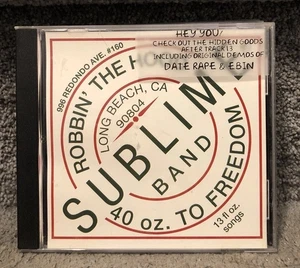 HEY YOU!
CHECK OUT THE HIDDEN GOODS
AFTER TRACK 13
INCLUDING ORIGINAL DEMOS OF
DATE RAPE & EBIN
996 REDONDO AVE. #160
ROBBIN' THE HO
LONG BEACH, CA
90804
SUBLIME
BAND
40 oz. TO FREEDOM
13 fl oz.
songs